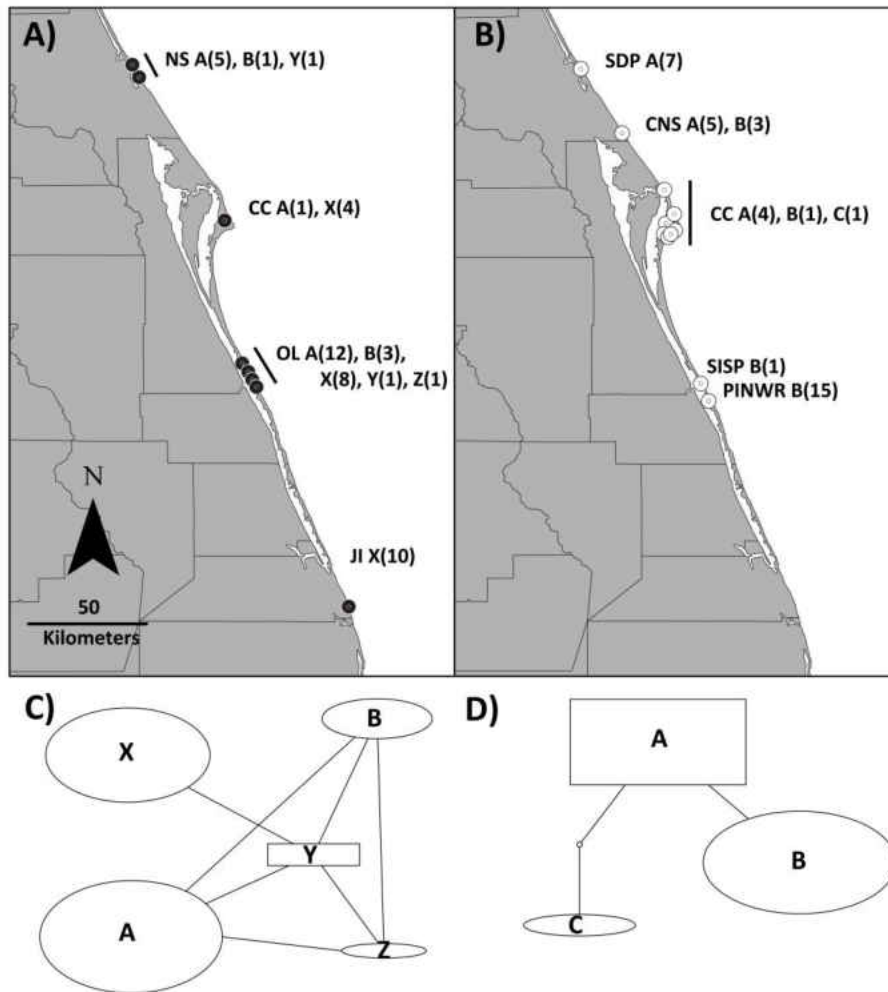 A)
NS A(5), B(1), Y(1)
CC A(1), X(4)
OL A(12), B(3),
X(8), Y(1), Z(1)
N
JI X(10)
50
Kilometers
B)
SDP A(7)
CNS A(5), B(3)
CC A(4), B(1), C(1)
SISP B(1)
PINWR B(15)
C)
X
B
Y
A
Z
D)
A
B
C